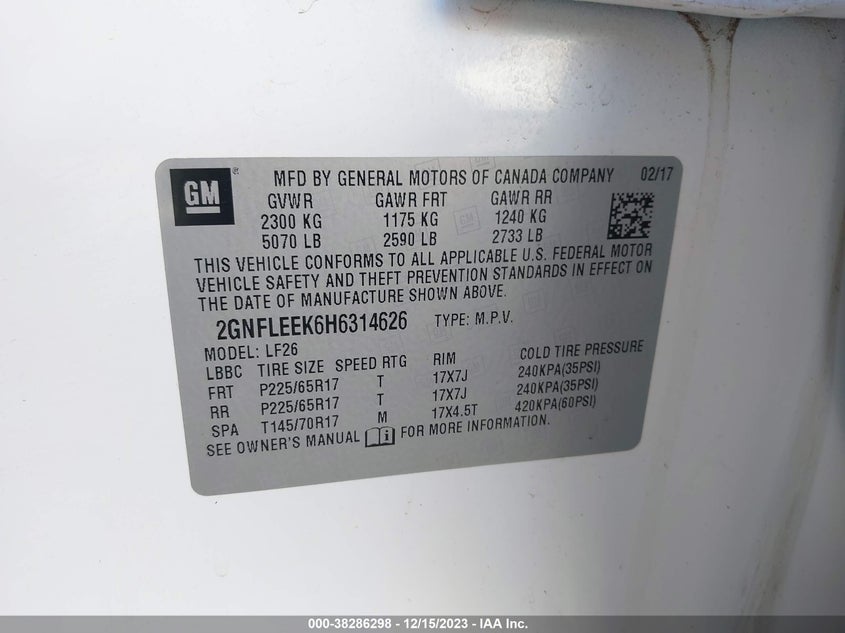 GM ® MFD BY GENERAL MOTORS OF CANADA COMPANY 02/17
GVWR GAWR FRT GAWR RR
2300 KG 1175 KG 1240 KG
5070 LB 2590 LB 2733 LB
THIS VEHICLE CONFORMS TO ALL APPLICABLE U.S. FEDERAL MOTOR
VEHICLE SAFETY AND THEFT PREVENTION STANDARDS IN EFFECT ON
THE DATE OF MANUFACTURE SHOWN ABOVE.
2GNFLEEK6H6314626 TYPE: M.P.V.
MODEL: LF26
LBBC TIRE SIZE SPEED RTG RIM COLD TIRE PRESSURE
FRT P225/65R17 T 17X7J 240KPA(35PSI)
RR P225/65R17 T 17X7J 240KPA(35PSI)
SPA T145/70R17 M 17X4.5T 420KPA(60PSI)
SEE OWNER'S MANUAL i FOR MORE INFORMATION.
000-38286298 - 12/15/2023 - IAA Inc.